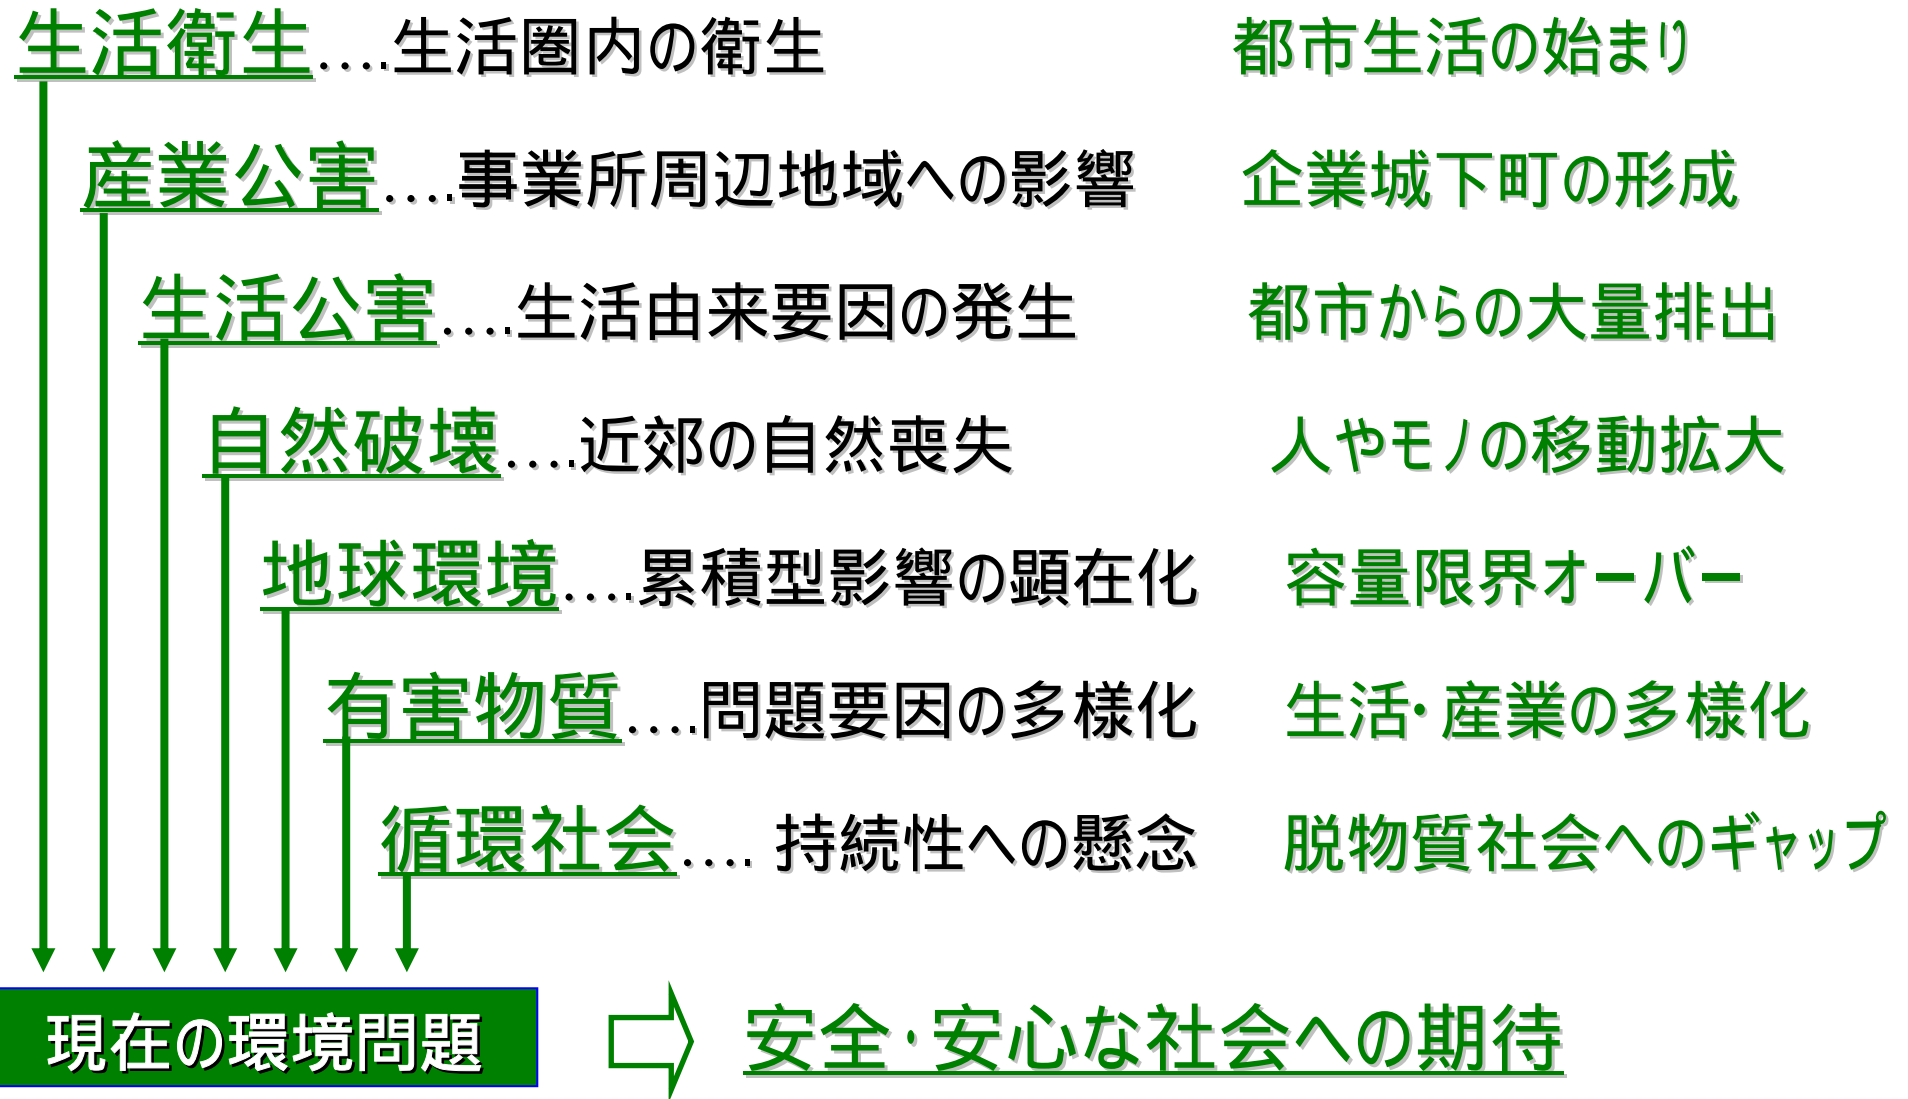 生活衛生‥‥生活圏内の衛生 都市生活の始まり
産業公害‥‥事業所周辺地域への影響 企業城下町の形成
生活公害‥‥生活由来要因の発生 都市からの大量排出
自然破壊‥‥近郊の自然喪失 人やモノの移動拡大
地球環境‥‥累積型影響の顕在化 容量限界オーバー
有害物質‥‥問題要因の多様化 生活・産業の多様化
循環社会‥‥ 持続性への懸念 脱物質社会へのギャップ
現在の環境問題 安全・安心な社会への期待